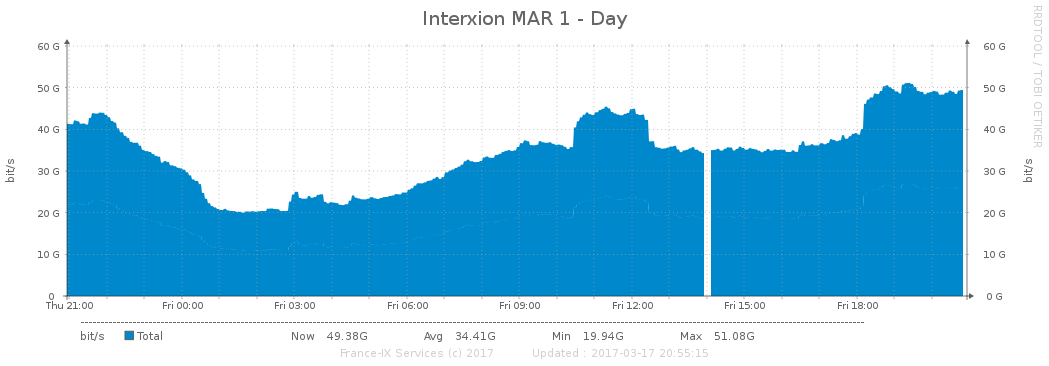 Interxion MAR 1 - Day
RRDTOOL / TOBI OETIKER
60 G 60 G
50 G 50 G
40 G 40 G
30 G 30 G
20 G 20 G
10 G 10 G
0 0 G
bit/s bit/s
Thu 21:00 Fri 00:00 Fri 03:00 Fri 06:00 Fri 09:00 Fri 12:00 Fri 15:00 Fri 18:00
bit/s Total Now 49.38G Avg 34.41G Min 19.94G Max 51.08G
France-IX Services (c) 2017 Updated : 2017-03-17 20:55:15